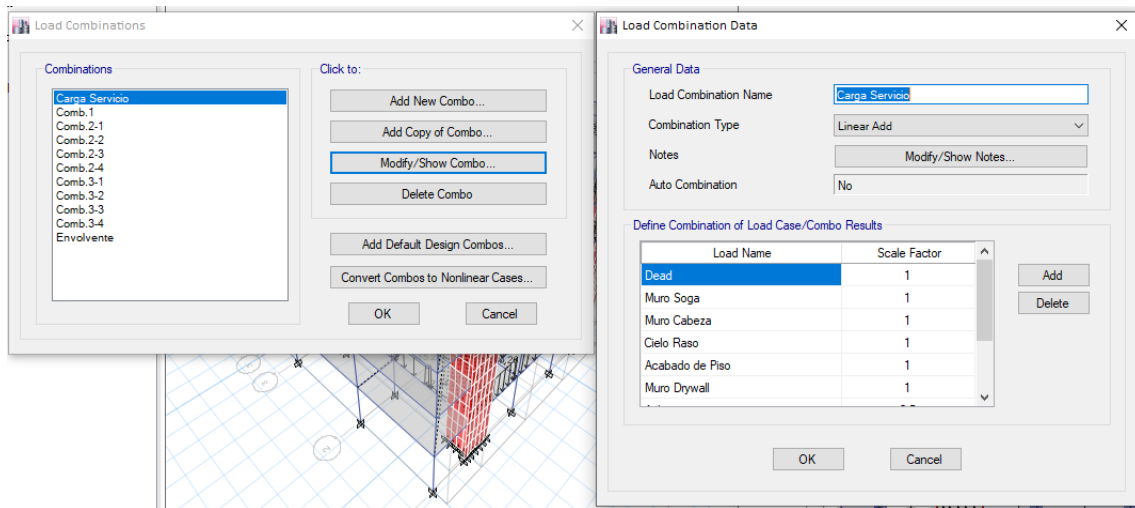 Load Combinations
Combinations
Carga Servicio
Comb.1
Comb.2-1
Comb.2-2
Comb.2-3
Comb.2-4
Comb.3-1
Comb.3-2
Comb.3-3
Comb.3-4
Envolvente
Click to:
Add New Combo...
Add Copy of Combo...
Modify/Show Combo...
Delete Combo
Add Default Design Combos...
Convert Combos to Nonlinear Cases...
OK Cancel
Load Combination Data
General Data
Load Combination Name Carga Servicio
Combination Type Linear Add
Notes Modify/Show Notes...
Auto Combination No
Define Combination of Load Case/Combo Results
Load Name Scale Factor
Dead 1
Muro Soga 1
Muro Cabeza 1
Cielo Raso 1
Acabado de Piso 1
Muro Drywall 1
Add
Delete
OK Cancel